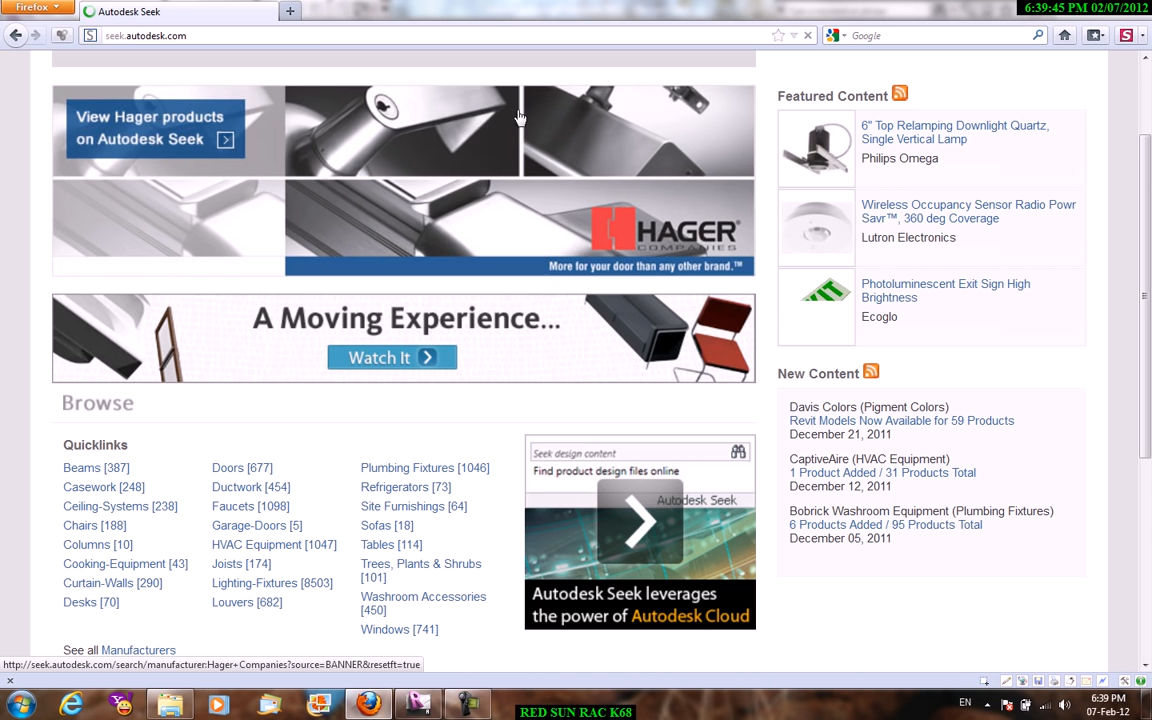 Firefox
Autodesk Seek
6:39:45 PM 02/07/2012
S
seek.autodesk.com
Google
S
View Hager products
on Autodesk Seek
HAGER
COMPANIES
More for your door than any other brand.™
A Moving Experience...
Watch It
Browse
Quicklinks
Beams [387]
Casework [248]
Ceiling-Systems [238]
Chairs [188]
Columns [10]
Cooking-Equipment [43]
Curtain-Walls [290]
Desks [70]
Doors [677]
Ductwork [454]
Faucets [1098]
Garage-Doors [5]
HVAC Equipment [1047]
Joists [174]
Lighting-Fixtures [8503]
Louvers [682]
Plumbing Fixtures [1046]
Refrigerators [73]
Site Furnishings [64]
Sofas [18]
Tables [114]
Trees, Plants & Shrubs
[101]
Washroom Accessories
[450]
Windows [741]
See all Manufacturers
Seek design content
Find product design files online
Autodesk Seek
Autodesk Seek leverages
the power of Autodesk Cloud
Featured Content
6" Top Relamping Downlight Quartz,
Single Vertical Lamp
Philips Omega
Wireless Occupancy Sensor Radio Powr
Savr™, 360 deg Coverage
Lutron Electronics
Photoluminescent Exit Sign High
Brightness
Ecoglo
New Content
Davis Colors (Pigment Colors)
Revit Models Now Available for 59 Products
December 21, 2011
CaptiveAire (HVAC Equipment)
1 Product Added / 31 Products Total
December 12, 2011
Bobrick Washroom Equipment (Plumbing Fixtures)
6 Products Added / 95 Products Total
December 05, 2011
http://seek.autodesk.com/search/manufacturer:Hager+Companies?source=BANNER&resetft=true
EN
6:39 PM
07-Feb-12
RED SUN RAC K68